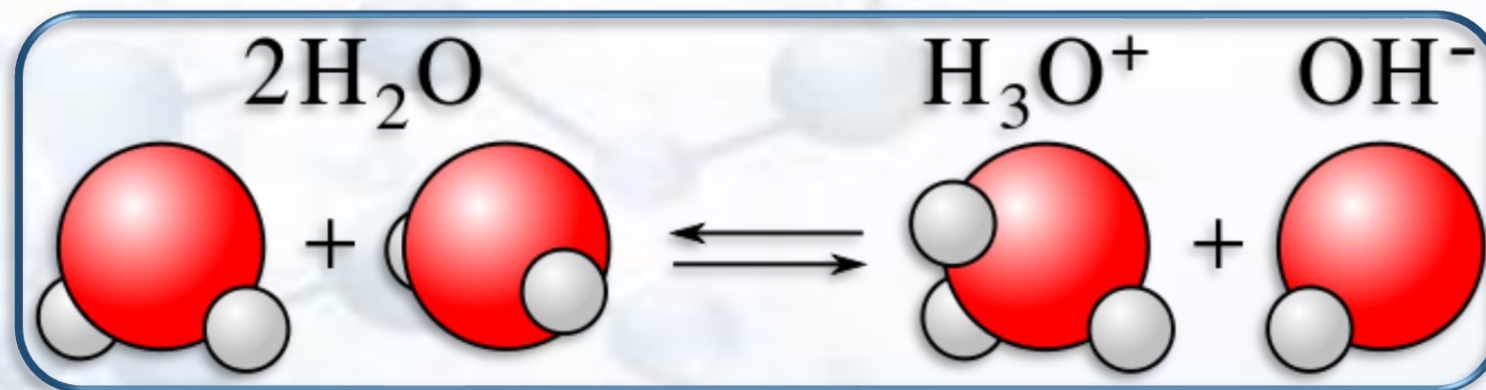 2H₂O H₃O⁺ OH⁻
+ +